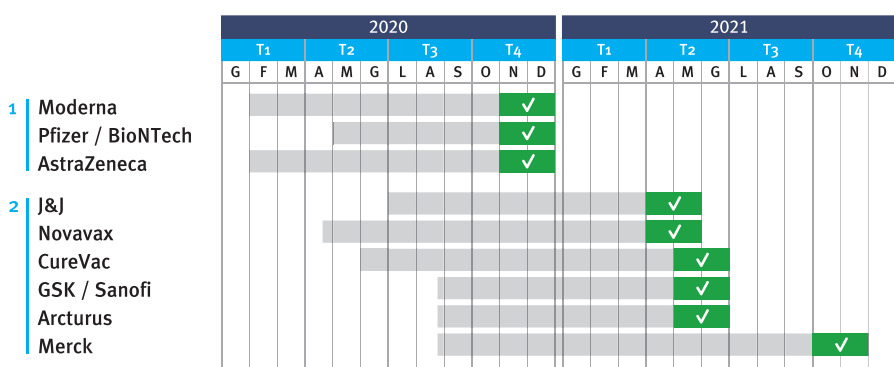 2020 2021
T1 T2 T3 T4 T1 T2 T3 T4
G F M A M G L A S O N D G F M A M G L A S O N D
1 Moderna
Pfizer / BioNTech
AstraZeneca
2 J&J
Novavax
CureVac
GSK / Sanofi
Arcturus
Merck